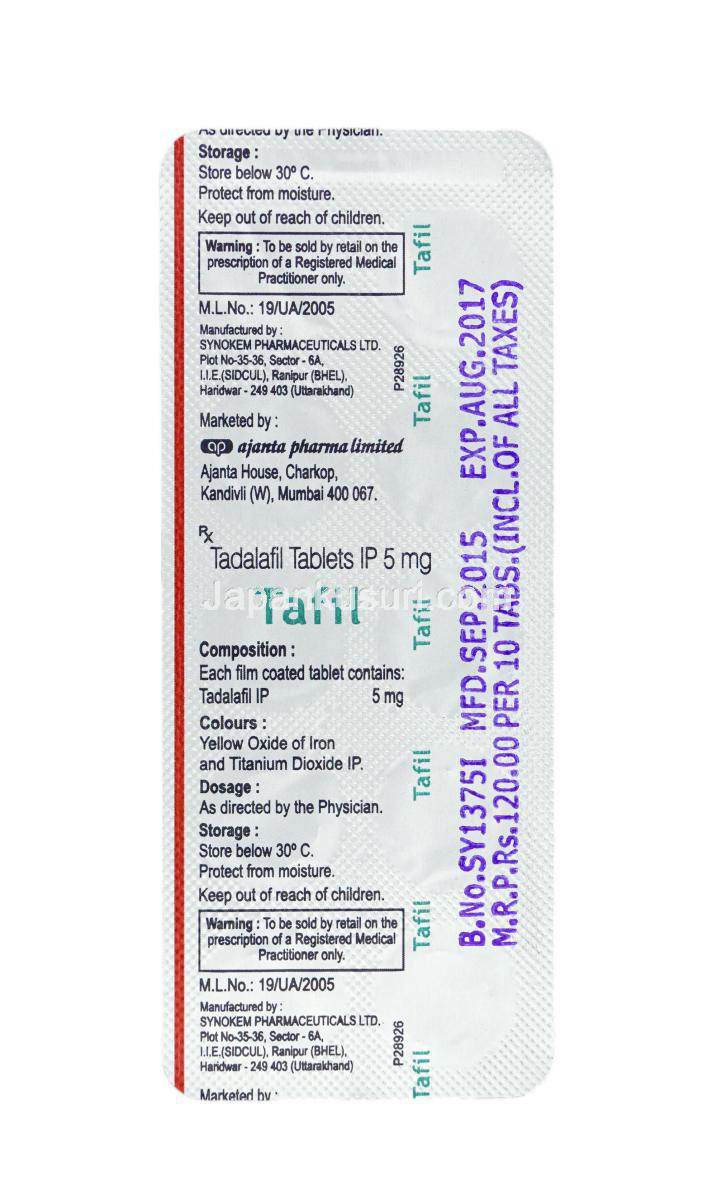 As directed by the Physician.
Storage :
Store below 30º C.
Protect from moisture.
Keep out of reach of children.
Warning : To be sold by retail on the
prescription of a Registered Medical
Practitioner only.
M.L.No.: 19/UA/2005
Manufactured by :
SYNOKEM PHARMACEUTICALS LTD.
Plot No-35-36, Sector - 6A,
I.I.E.(SIDCUL), Ranipur (BHEL),
Haridwar - 249 403 (Uttarakhand)
P28926
Marketed by :
ap ajanta pharma limited
Ajanta House, Charkop,
Kandivli (W), Mumbai 400 067.
Rx
Tadalafil Tablets IP 5 mg
Tafil
Japankusuri.com
Composition :
Each film coated tablet contains:
Tadalafil IP 5 mg
Colours :
Yellow Oxide of Iron
and Titanium Dioxide IP.
Dosage :
As directed by the Physician.
Storage :
Store below 30º C.
Protect from moisture.
Keep out of reach of children.
Warning : To be sold by retail on the
prescription of a Registered Medical
Practitioner only.
M.L.No.: 19/UA/2005
Manufactured by :
SYNOKEM PHARMACEUTICALS LTD.
Plot No-35-36, Sector - 6A,
I.I.E.(SIDCUL), Ranipur (BHEL),
Haridwar - 249 403 (Uttarakhand)
P28926
Marketed by :
Tafil
Tafil
Tafil
Tafil
Tafil
Tafil
B.No.SY1375I MFD.SEP.2015 EXP.AUG.2017
M.R.P.Rs.120.00 PER 10 TABS.(INCL.OF ALL TAXES)